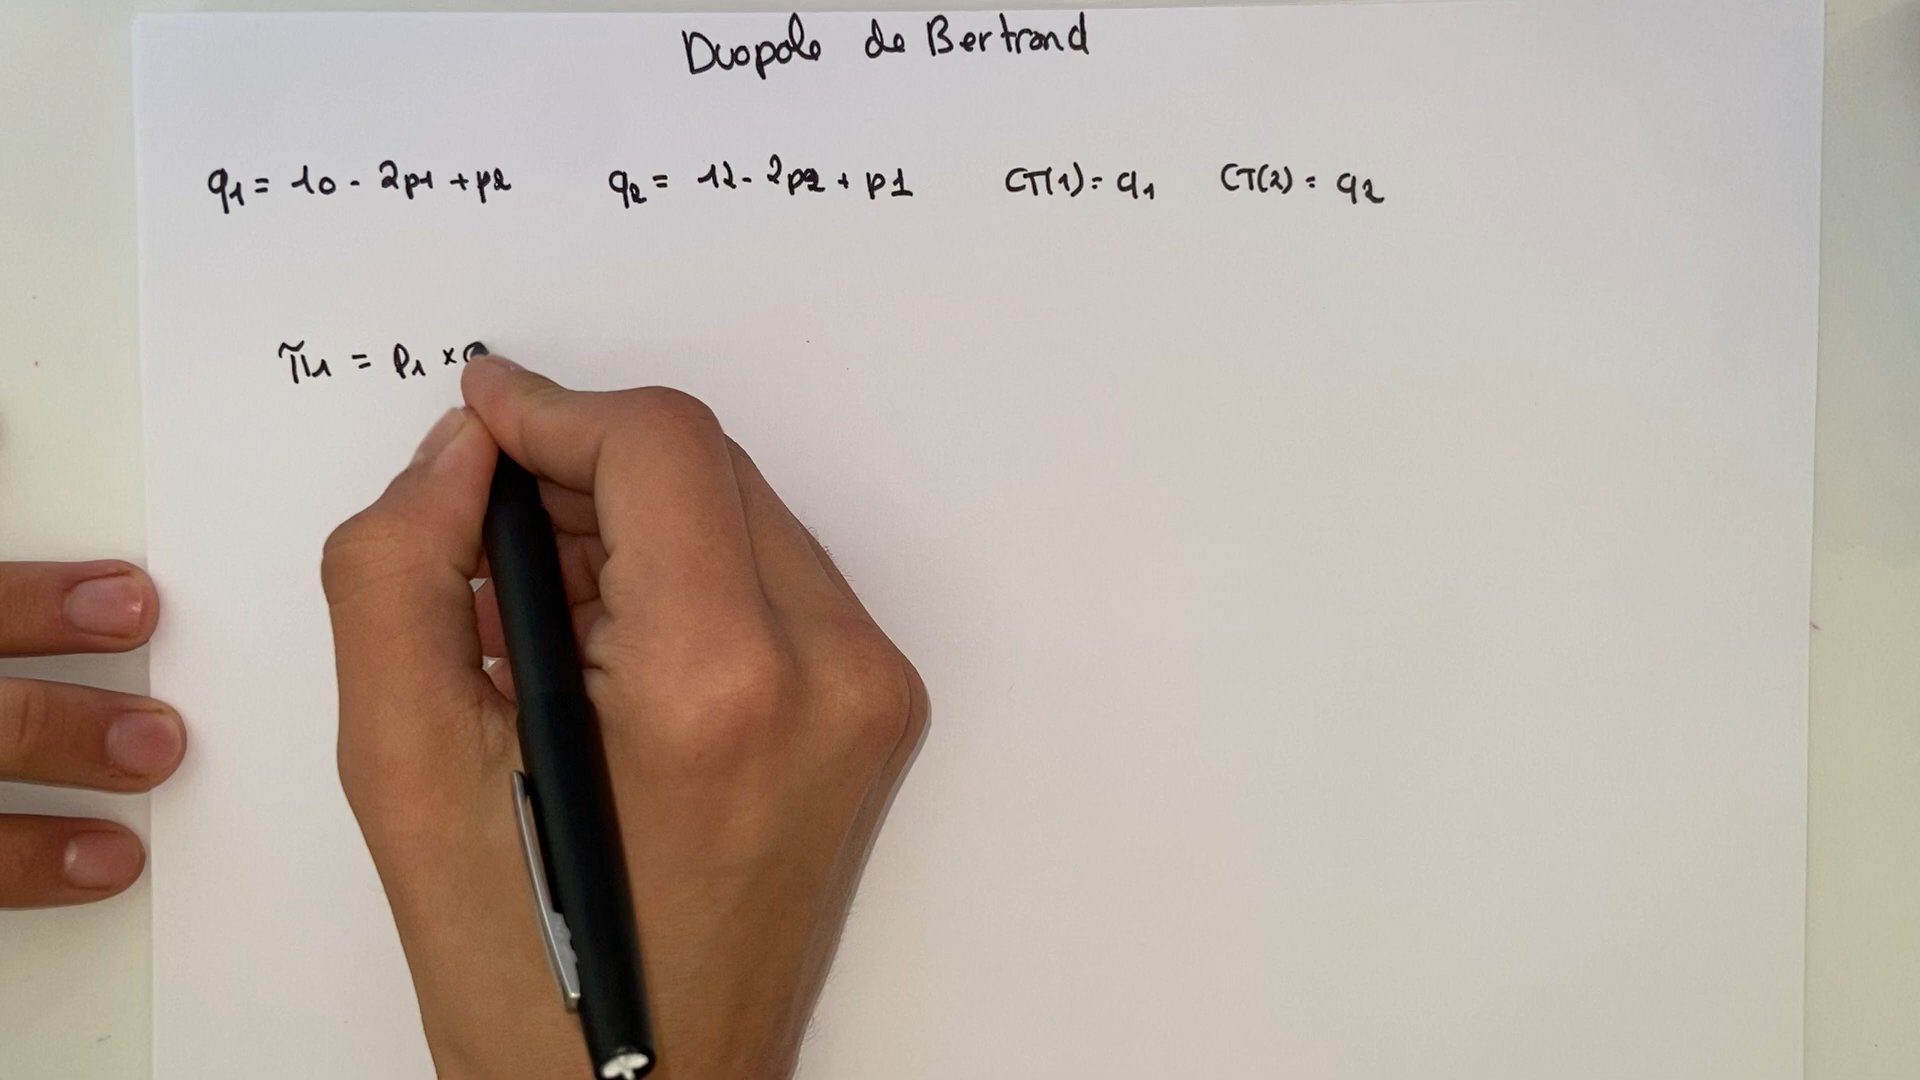 Duopole de Bertrand
q1 = 10 - 2p1 + p2 q2 = 12 - 2p2 + p1 CT(1) = q1 CT(2) = q2
π1 = p1 ×